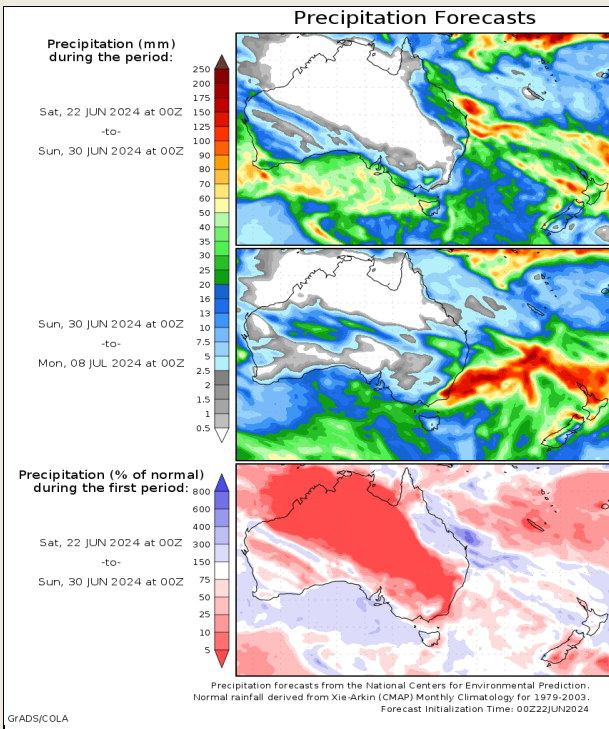 Precipitation Forecasts
Precipitation (mm)
during the period:
250
200
175
150
125
100
90
80
70
60
50
40
35
30
25
20
16
13
10
7.5
5
2.5
2
1.5
1
0.5
Sat, 22 JUN 2024 at 00Z
-to-
Sun, 30 JUN 2024 at 00Z
Sun, 30 JUN 2024 at 00Z
-to-
Mon, 08 JUL 2024 at 00Z
Precipitation (% of normal)
during the first period:
800
600
400
300
150
75
50
25
10
5
Sat, 22 JUN 2024 at 00Z
-to-
Sun, 30 JUN 2024 at 00Z
Precipitation forecasts from the National Centers for Environmental Prediction.
Normal rainfall derived from Xie-Arkin (CMAP) Monthly Climatology for 1979-2003.
Forecast Initialization Time: 00Z22JUN2024
GrADS/COLA